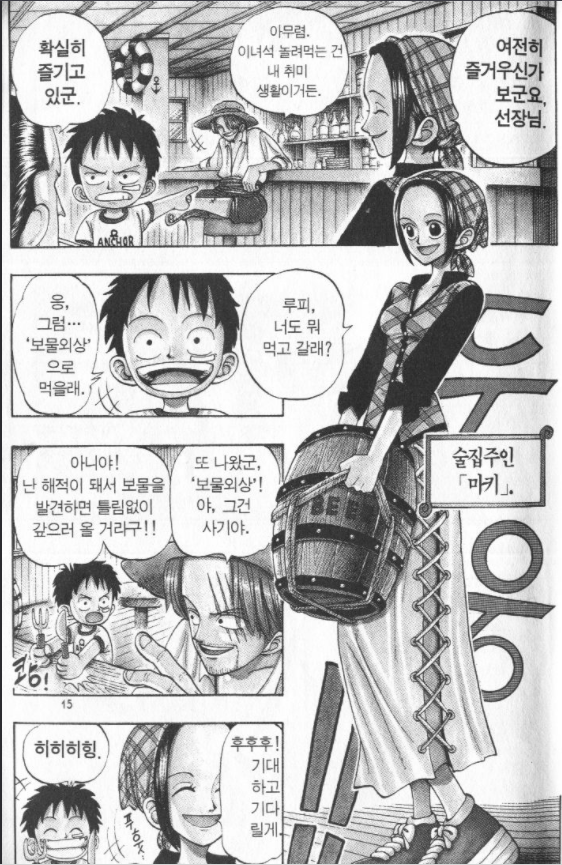 여전히
즐거우신가
보군요,
선장님.
아무렴.
이녀석 놀려먹는 건
내 취미
생활이거든.
확실히
즐기고
있군.
ANCHOR
루피,
너도 뭐
먹고 갈래?
응,
그럼…
‘보물외상’
으로
먹을래.
술집주인
「마키」.
BEER
또 나왔군,
‘보물외상’!
야, 그건
사기야.
아니야!
난 해적이 돼서 보물을
발견하면 틀림없이
갚으러 올 거라구!!
쾅!
15
후후후!
기대
하고
기다
릴게.
히히히힝.